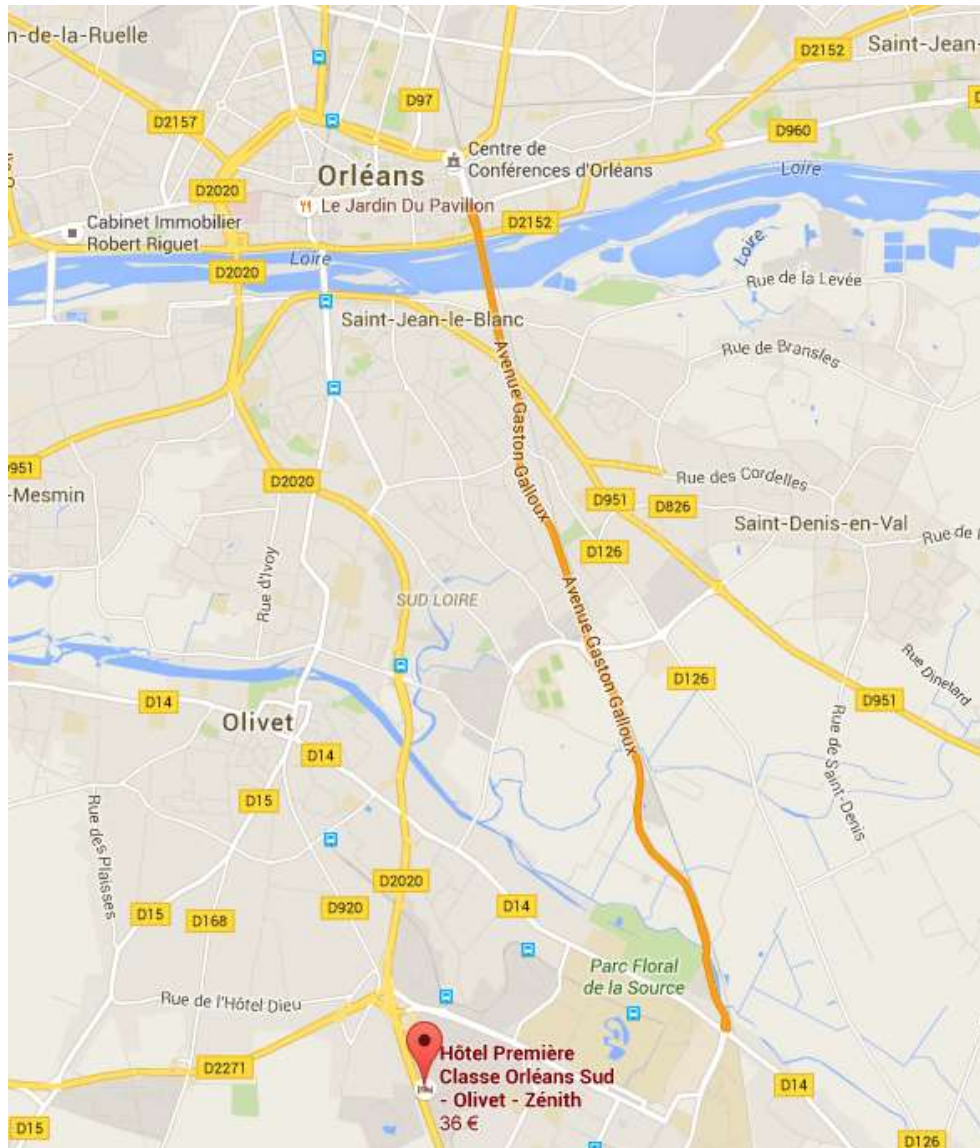 n-de-la-Ruelle
D2152
Saint-Jean-
D97
D2157
D960
Centre de
Conférences d'Orléans
Loire
Orléans
D2020
Le Jardin Du Pavillon
D2152
Cabinet Immobilier
Robert Riguet
Loire
Loire
D2020
Rue de la Levée
Saint-Jean-le-Blanc
Rue de Bransles
Avenue Gaston Galloux
D951
-Mesmin
D2020
Rue des Cordelles
D951
D826
Saint-Denis-en-Val
D126
Rue d'Ivoy
Avenue Gaston Galloux
SUD LOIRE
Rue Dinetard
D126
D951
D14
Olivet
Rue de Saint-Denis
D14
D15
Rue des Plaisses
D2020
D15
D168
D920
D14
Parc Floral
de la Source
Rue de l'Hôtel Dieu
Hôtel Première
Classe Orléans Sud
- Olivet - Zénith
36 €
D2271
D14
D15
D126